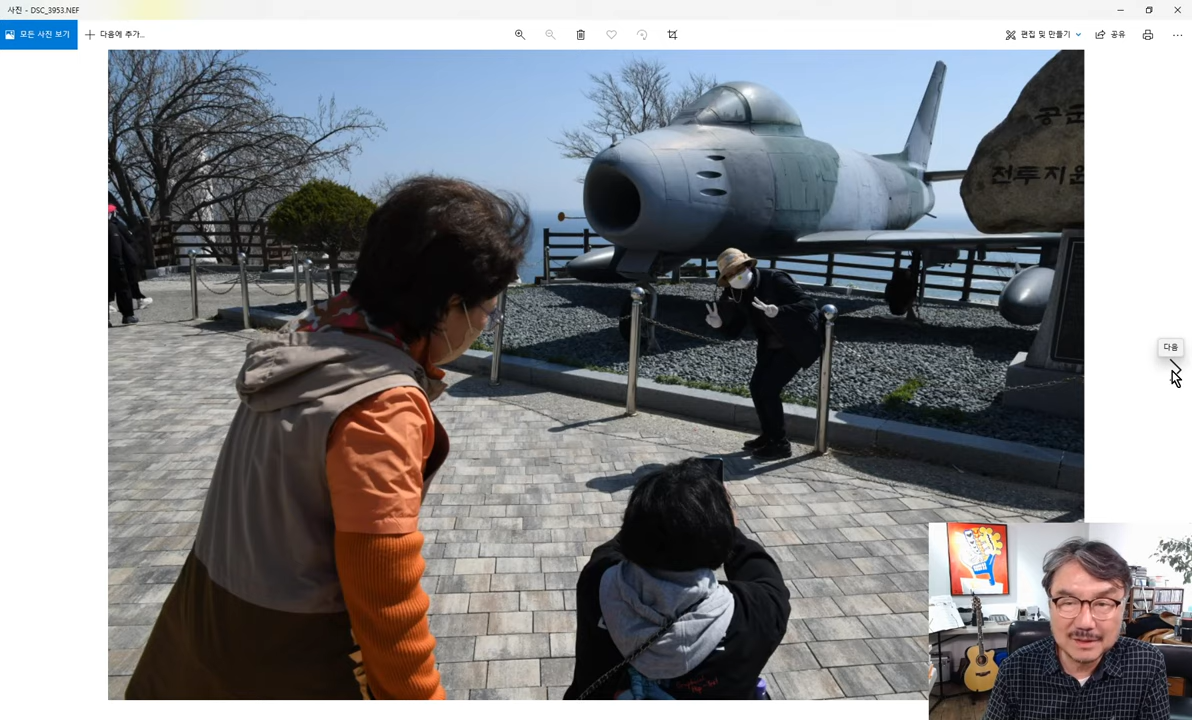 사진 - DSC_3953.NEF
모든 사진 보기
다음에 추가...
편집 및 만들기
공유
공군
전투지원
다음